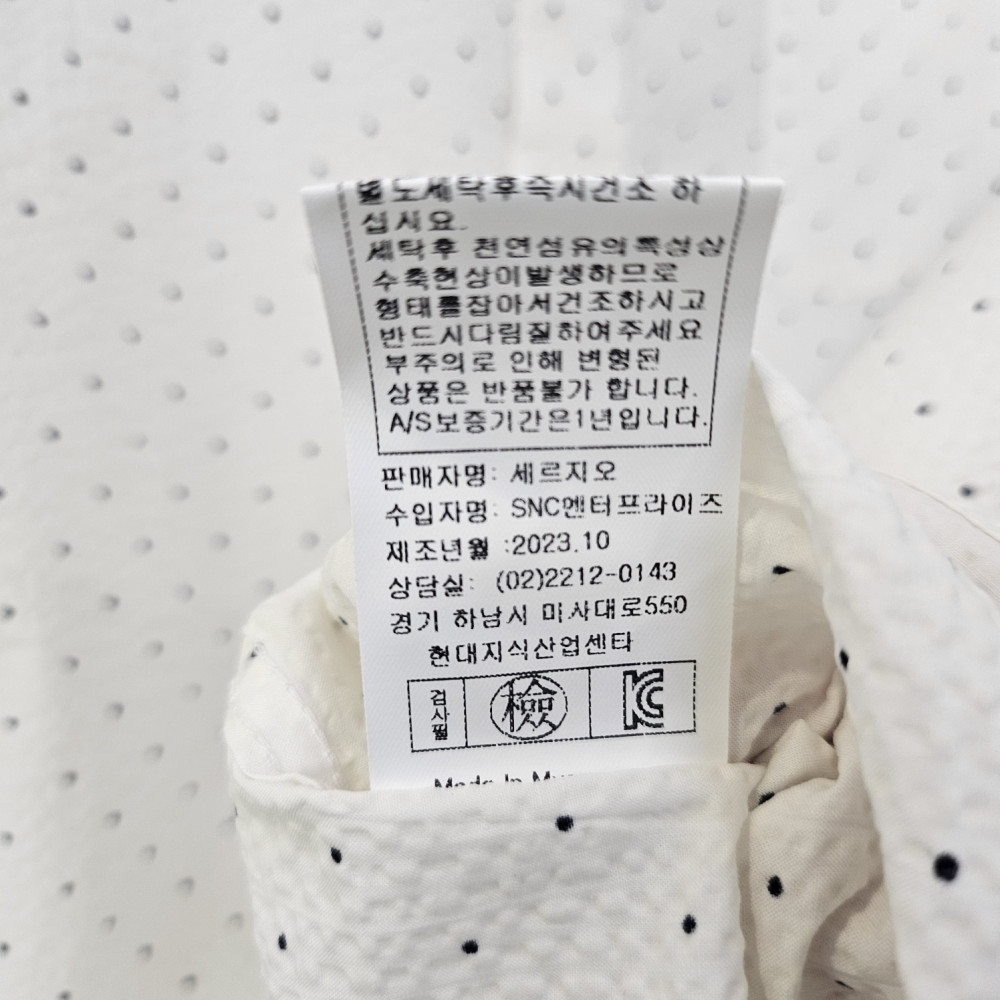 별도세탁후즉시건조 하
십시요.
세탁후 천연섬유의특성상
수축현상이발생하므로
형태를잡아서건조하시고
반드시다림질하여주세요
부주의로 인해 변형된
상품은 반품불가 합니다.
A/S보증기간은1년입니다.
판매자명: 세르지오
수입자명: SNC엔터프라이즈
제조년월 :2023.10
상담실: (02)2212-0143
경기 하남시 미사대로550
현대지식산업센타
검사필 檢 KC
Made In